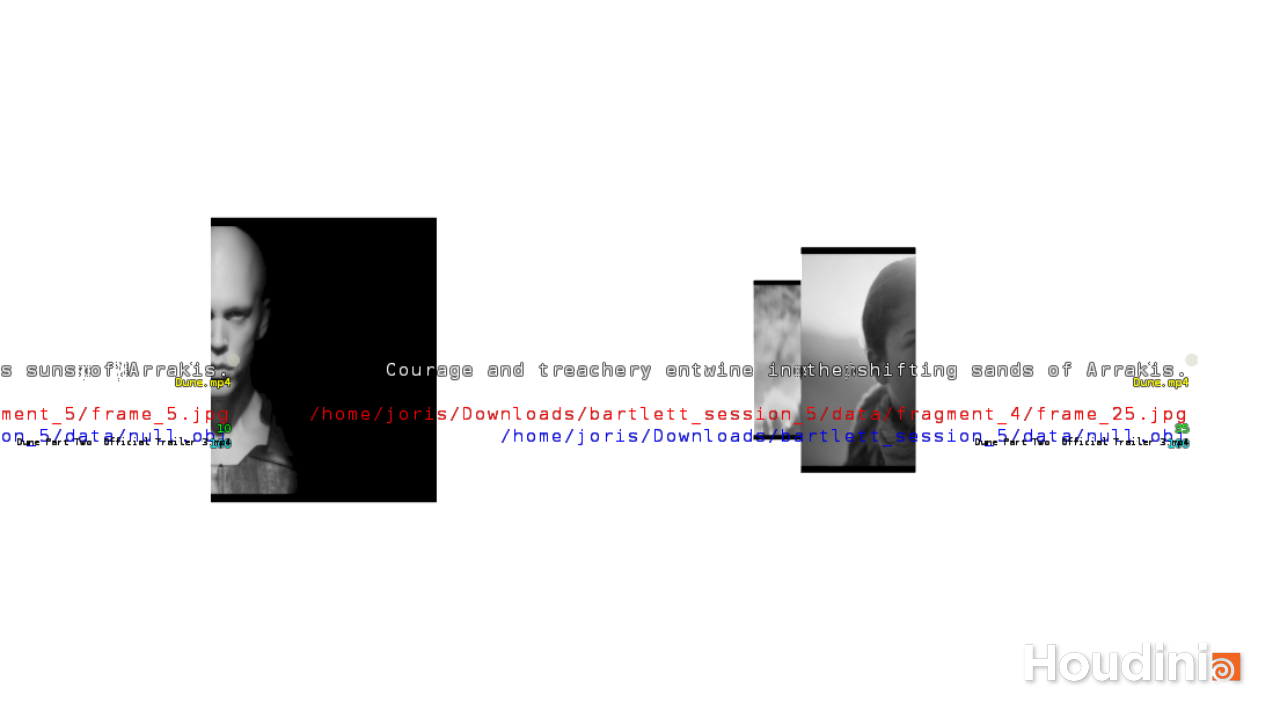 s suns of Arrakis.
Dune.mp4
ment_5/frame_5.jpg
10
on_5/data/null.obj
Dune Part Two Official Trailer 3.mp4
Courage and treachery entwine in the shifting sands of Arrakis.
Dune.mp4
/home/joris/Downloads/bartlett_session_5/data/fragment_4/frame_25.jpg
/home/joris/Downloads/bartlett_session_5/data/null.obj
Dune Part Two Official Trailer 3.mp4
Houdini